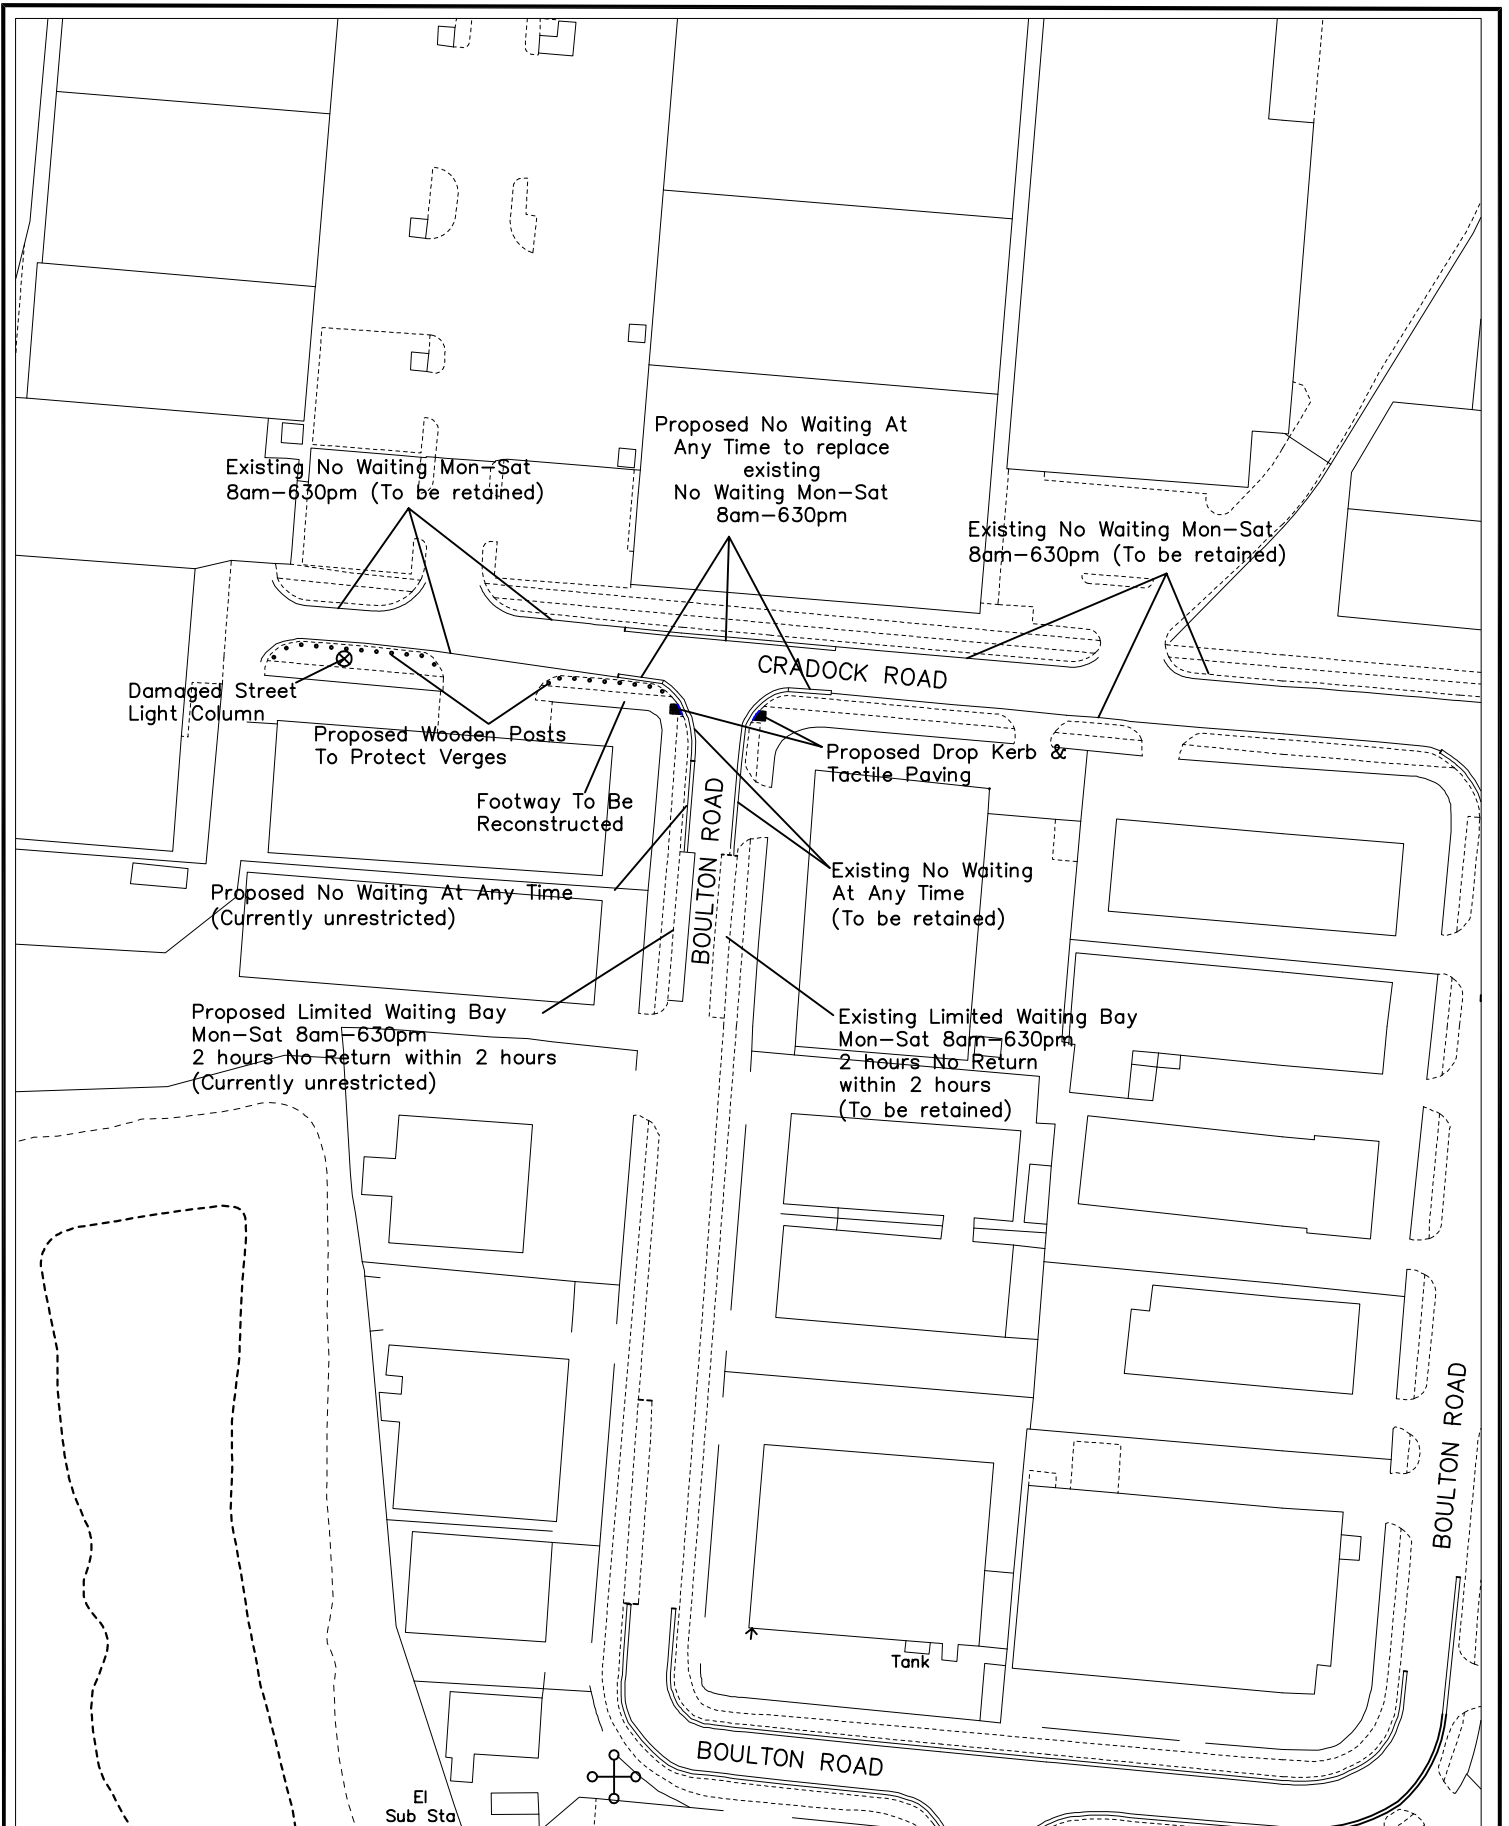 Proposed No Waiting At
Any Time to replace
existing
No Waiting Mon-Sat
8am-630pm
Existing No Waiting Mon-Sat
8am-630pm (To be retained)
Existing No Waiting Mon-Sat
8am-630pm (To be retained)
CRADOCK ROAD
Damaged Street
Light Column
Proposed Wooden Posts
To Protect Verges
Proposed Drop Kerb &
Tactile Paving
Footway To Be
Reconstructed
BOULTON ROAD
Existing No Waiting
At Any Time
(To be retained)
Proposed No Waiting At Any Time
(Currently unrestricted)
Proposed Limited Waiting Bay
Mon-Sat 8am-630pm
2 hours No Return within 2 hours
(Currently unrestricted)
Existing Limited Waiting Bay
Mon-Sat 8am-630pm
2 hours No Return
within 2 hours
(To be retained)
BOULTON ROAD
Tank
BOULTON ROAD
El
Sub Sta